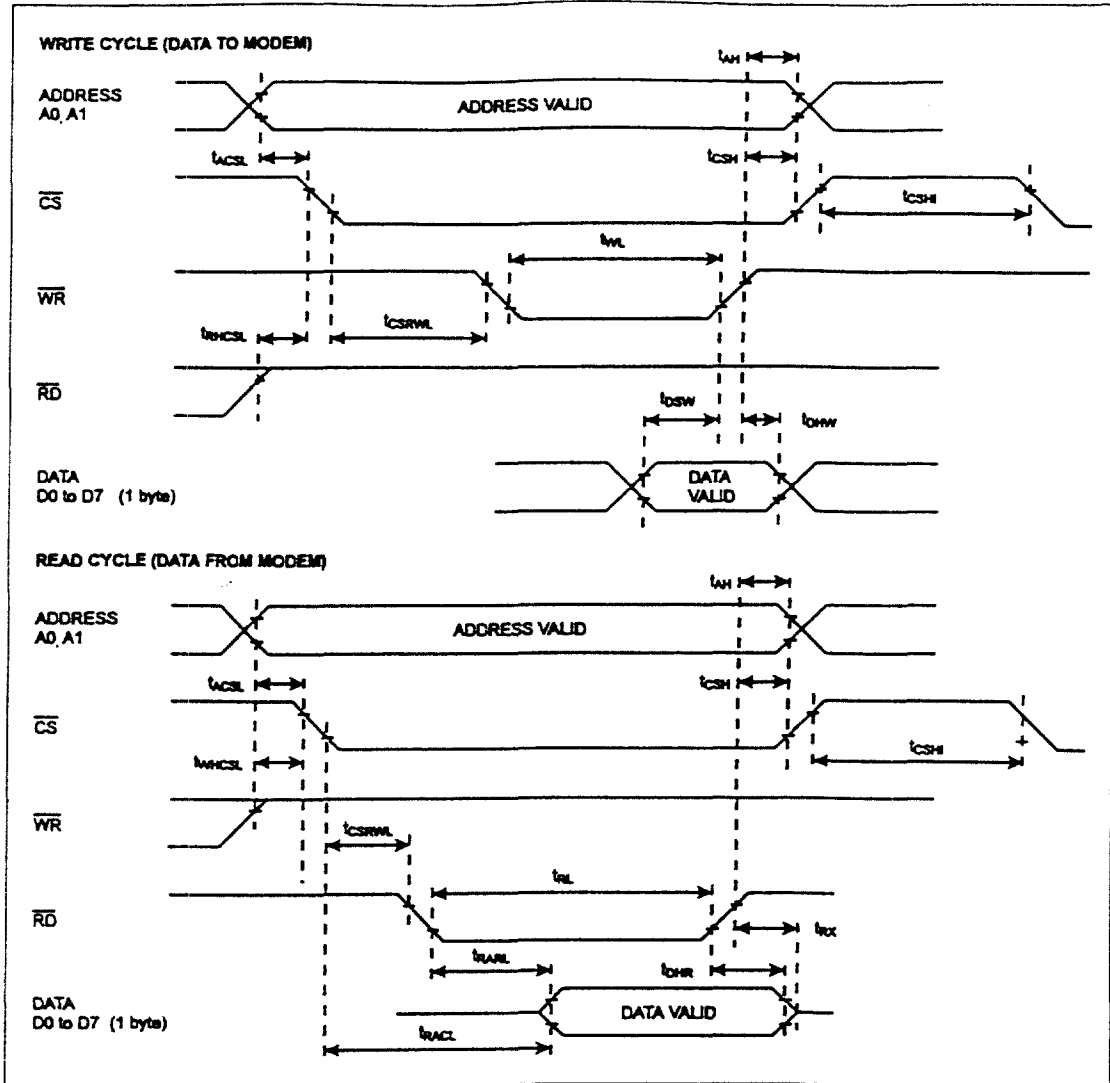 WRITE CYCLE (DATA TO MODEM)
tAH
ADDRESS
A0, A1
ADDRESS VALID
tACSL
tCSH
CS
tCSHI
tWL
WR
tRHCSL
tCSRWL
RD
tDSW
tDHW
DATA
D0 to D7 (1 byte)
DATA
VALID
READ CYCLE (DATA FROM MODEM)
tAH
ADDRESS
A0, A1
ADDRESS VALID
tACSL
tCSH
CS
tCSHI
tWHCSL
WR
tCSRWL
tRL
RD
tRX
tRARL
tDHR
DATA
D0 to D7 (1 byte)
DATA VALID
tRACL